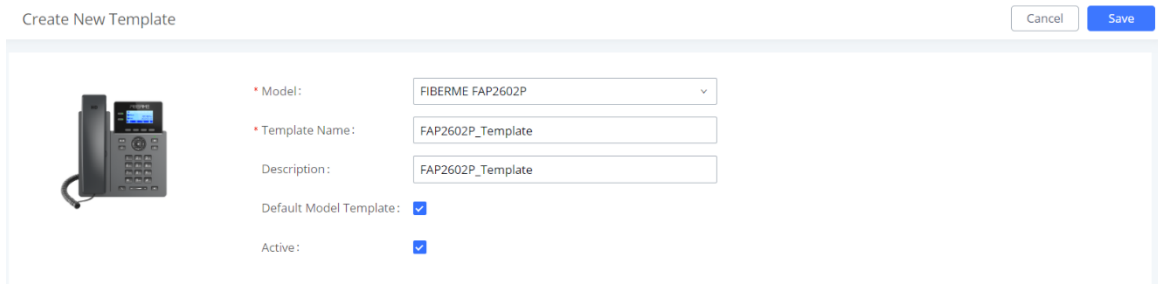 Create New Template
Cancel
Save
* Model:
FIBERME FAP2602P
* Template Name:
FAP2602P_Template
Description:
FAP2602P_Template
Default Model Template:
Active: